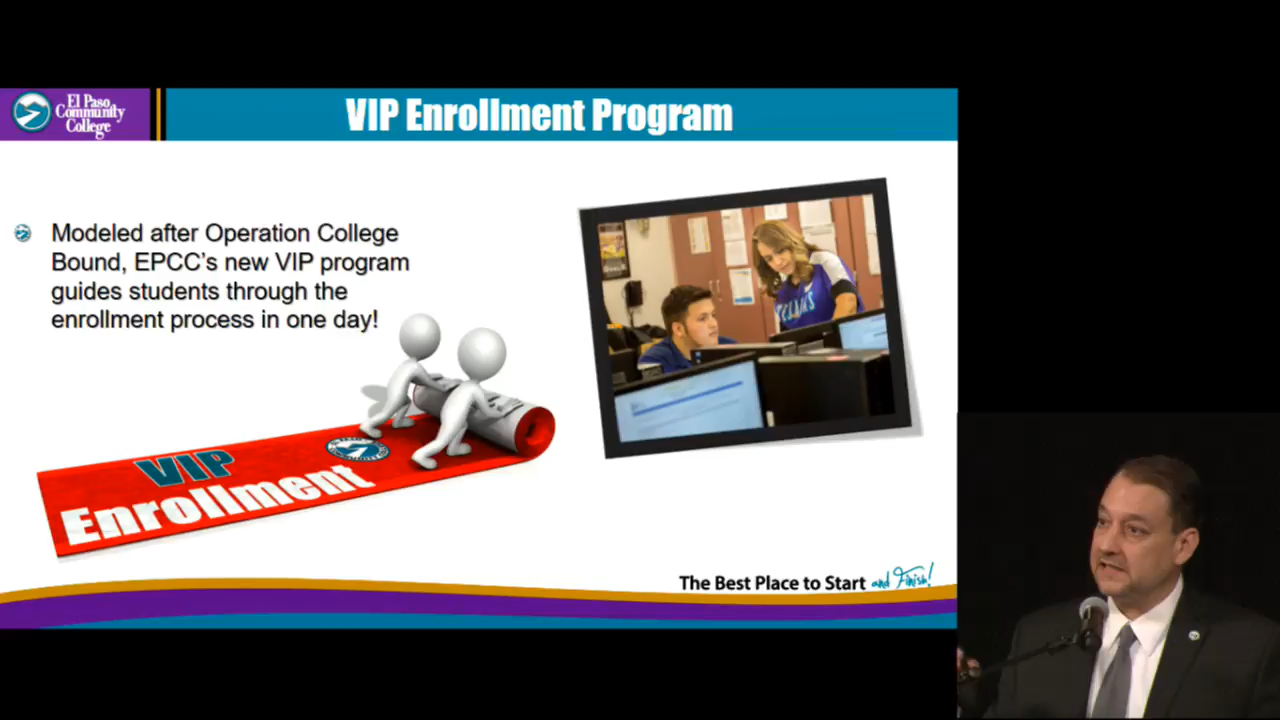 El Paso
Community
College
VIP Enrollment Program
Modeled after Operation College
Bound, EPCC’s new VIP program
guides students through the
enrollment process in one day!
VIP
Enrollment
The Best Place to Start and Finish!